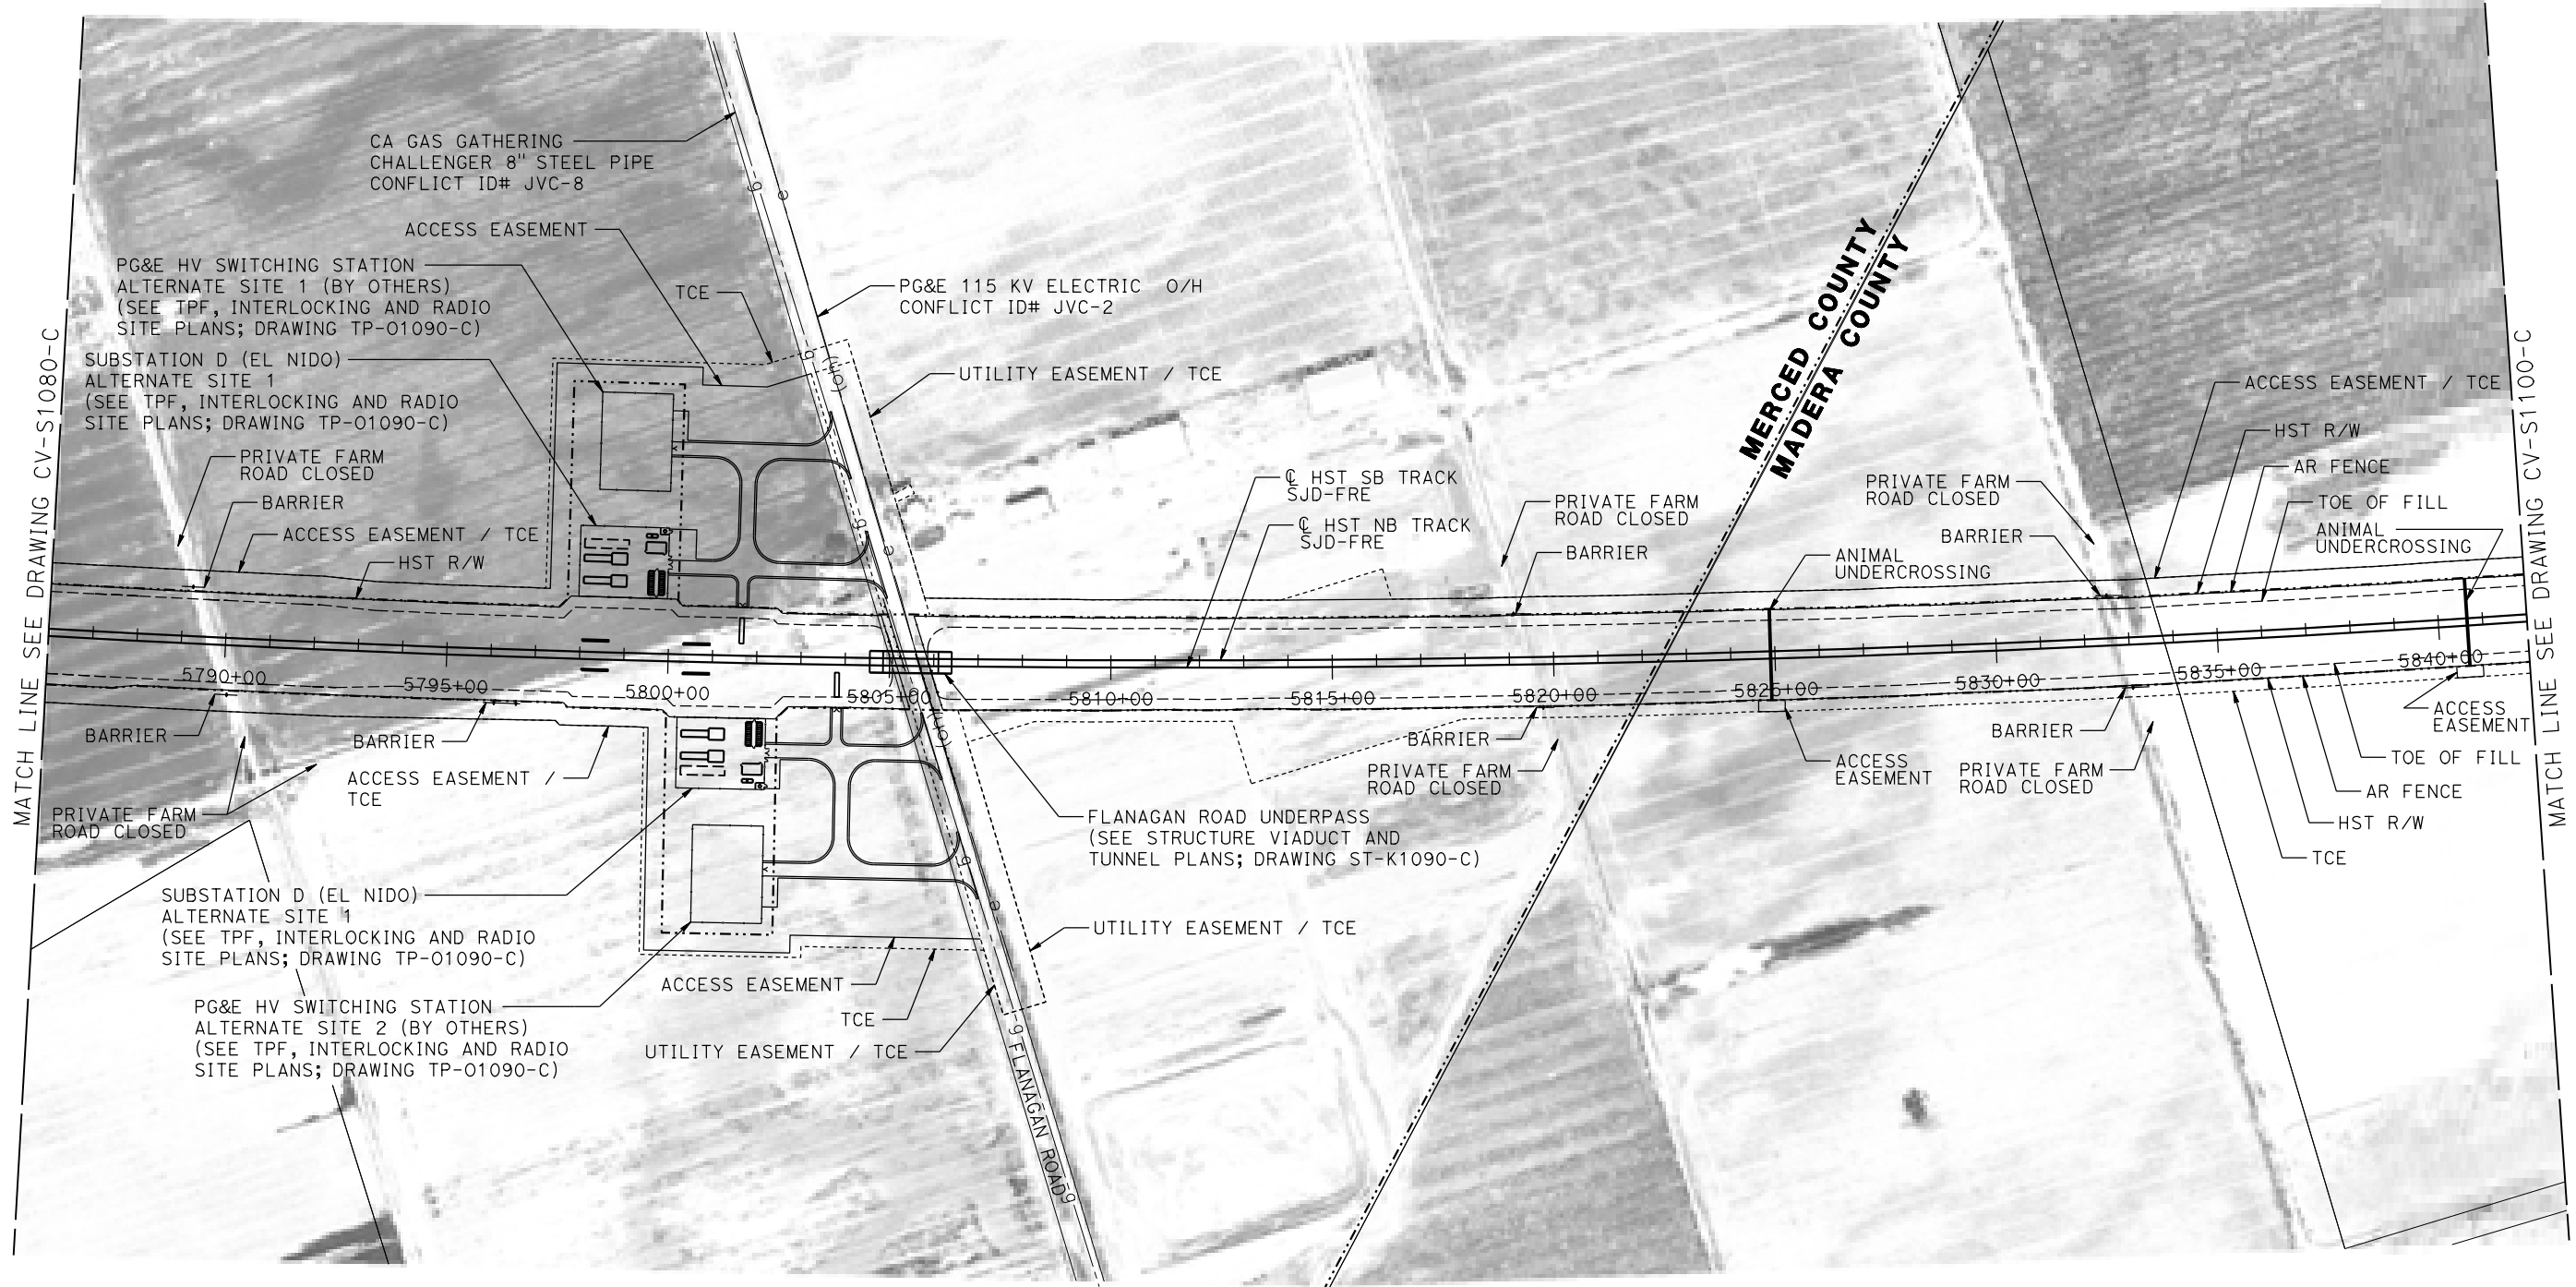 CA GAS GATHERING
CHALLENGER 8" STEEL PIPE
CONFLICT ID# JVC-8
ACCESS EASEMENT
PG&E HV SWITCHING STATION
ALTERNATE SITE 1 (BY OTHERS)
(SEE TPF, INTERLOCKING AND RADIO
SITE PLANS; DRAWING TP-O1090-C)
TCE
PG&E 115 KV ELECTRIC O/H
CONFLICT ID# JVC-2
SUBSTATION D (EL NIDO)
ALTERNATE SITE 1
(SEE TPF, INTERLOCKING AND RADIO
SITE PLANS; DRAWING TP-O1090-C)
UTILITY EASEMENT / TCE
MERCED COUNTY
MADERA COUNTY
ACCESS EASEMENT / TCE
HST R/W
AR FENCE
TOE OF FILL
ANIMAL
UNDERCROSSING
MATCH LINE SEE DRAWING CV-S1080-C
MATCH LINE SEE DRAWING CV-S1100-C
PRIVATE FARM
ROAD CLOSED
BARRIER
ACCESS EASEMENT / TCE
HST R/W
℄ HST SB TRACK
SJD-FRE
℄ HST NB TRACK
SJD-FRE
PRIVATE FARM
ROAD CLOSED
BARRIER
PRIVATE FARM
ROAD CLOSED
BARRIER
ANIMAL
UNDERCROSSING
g
e
g
(OH)
g
e
5790+00
5795+00
5800+00
5805+00
5810+00
5815+00
5820+00
5825+00
5830+00
5835+00
5840+00
(OH)
BARRIER
BARRIER
ACCESS EASEMENT /
TCE
PRIVATE FARM
ROAD CLOSED
BARRIER
PRIVATE FARM
ROAD CLOSED
ACCESS
EASEMENT
BARRIER
PRIVATE FARM
ROAD CLOSED
ACCESS
EASEMENT
TOE OF FILL
AR FENCE
HST R/W
TCE
FLANAGAN ROAD UNDERPASS
(SEE STRUCTURE VIADUCT AND
TUNNEL PLANS; DRAWING ST-K1090-C)
SUBSTATION D (EL NIDO)
ALTERNATE SITE 1
(SEE TPF, INTERLOCKING AND RADIO
SITE PLANS; DRAWING TP-O1090-C)
g
e
UTILITY EASEMENT / TCE
ACCESS EASEMENT
TCE
UTILITY EASEMENT / TCE
PG&E HV SWITCHING STATION
ALTERNATE SITE 2 (BY OTHERS)
(SEE TPF, INTERLOCKING AND RADIO
SITE PLANS; DRAWING TP-O1090-C)
g
FLANAGAN ROAD
g